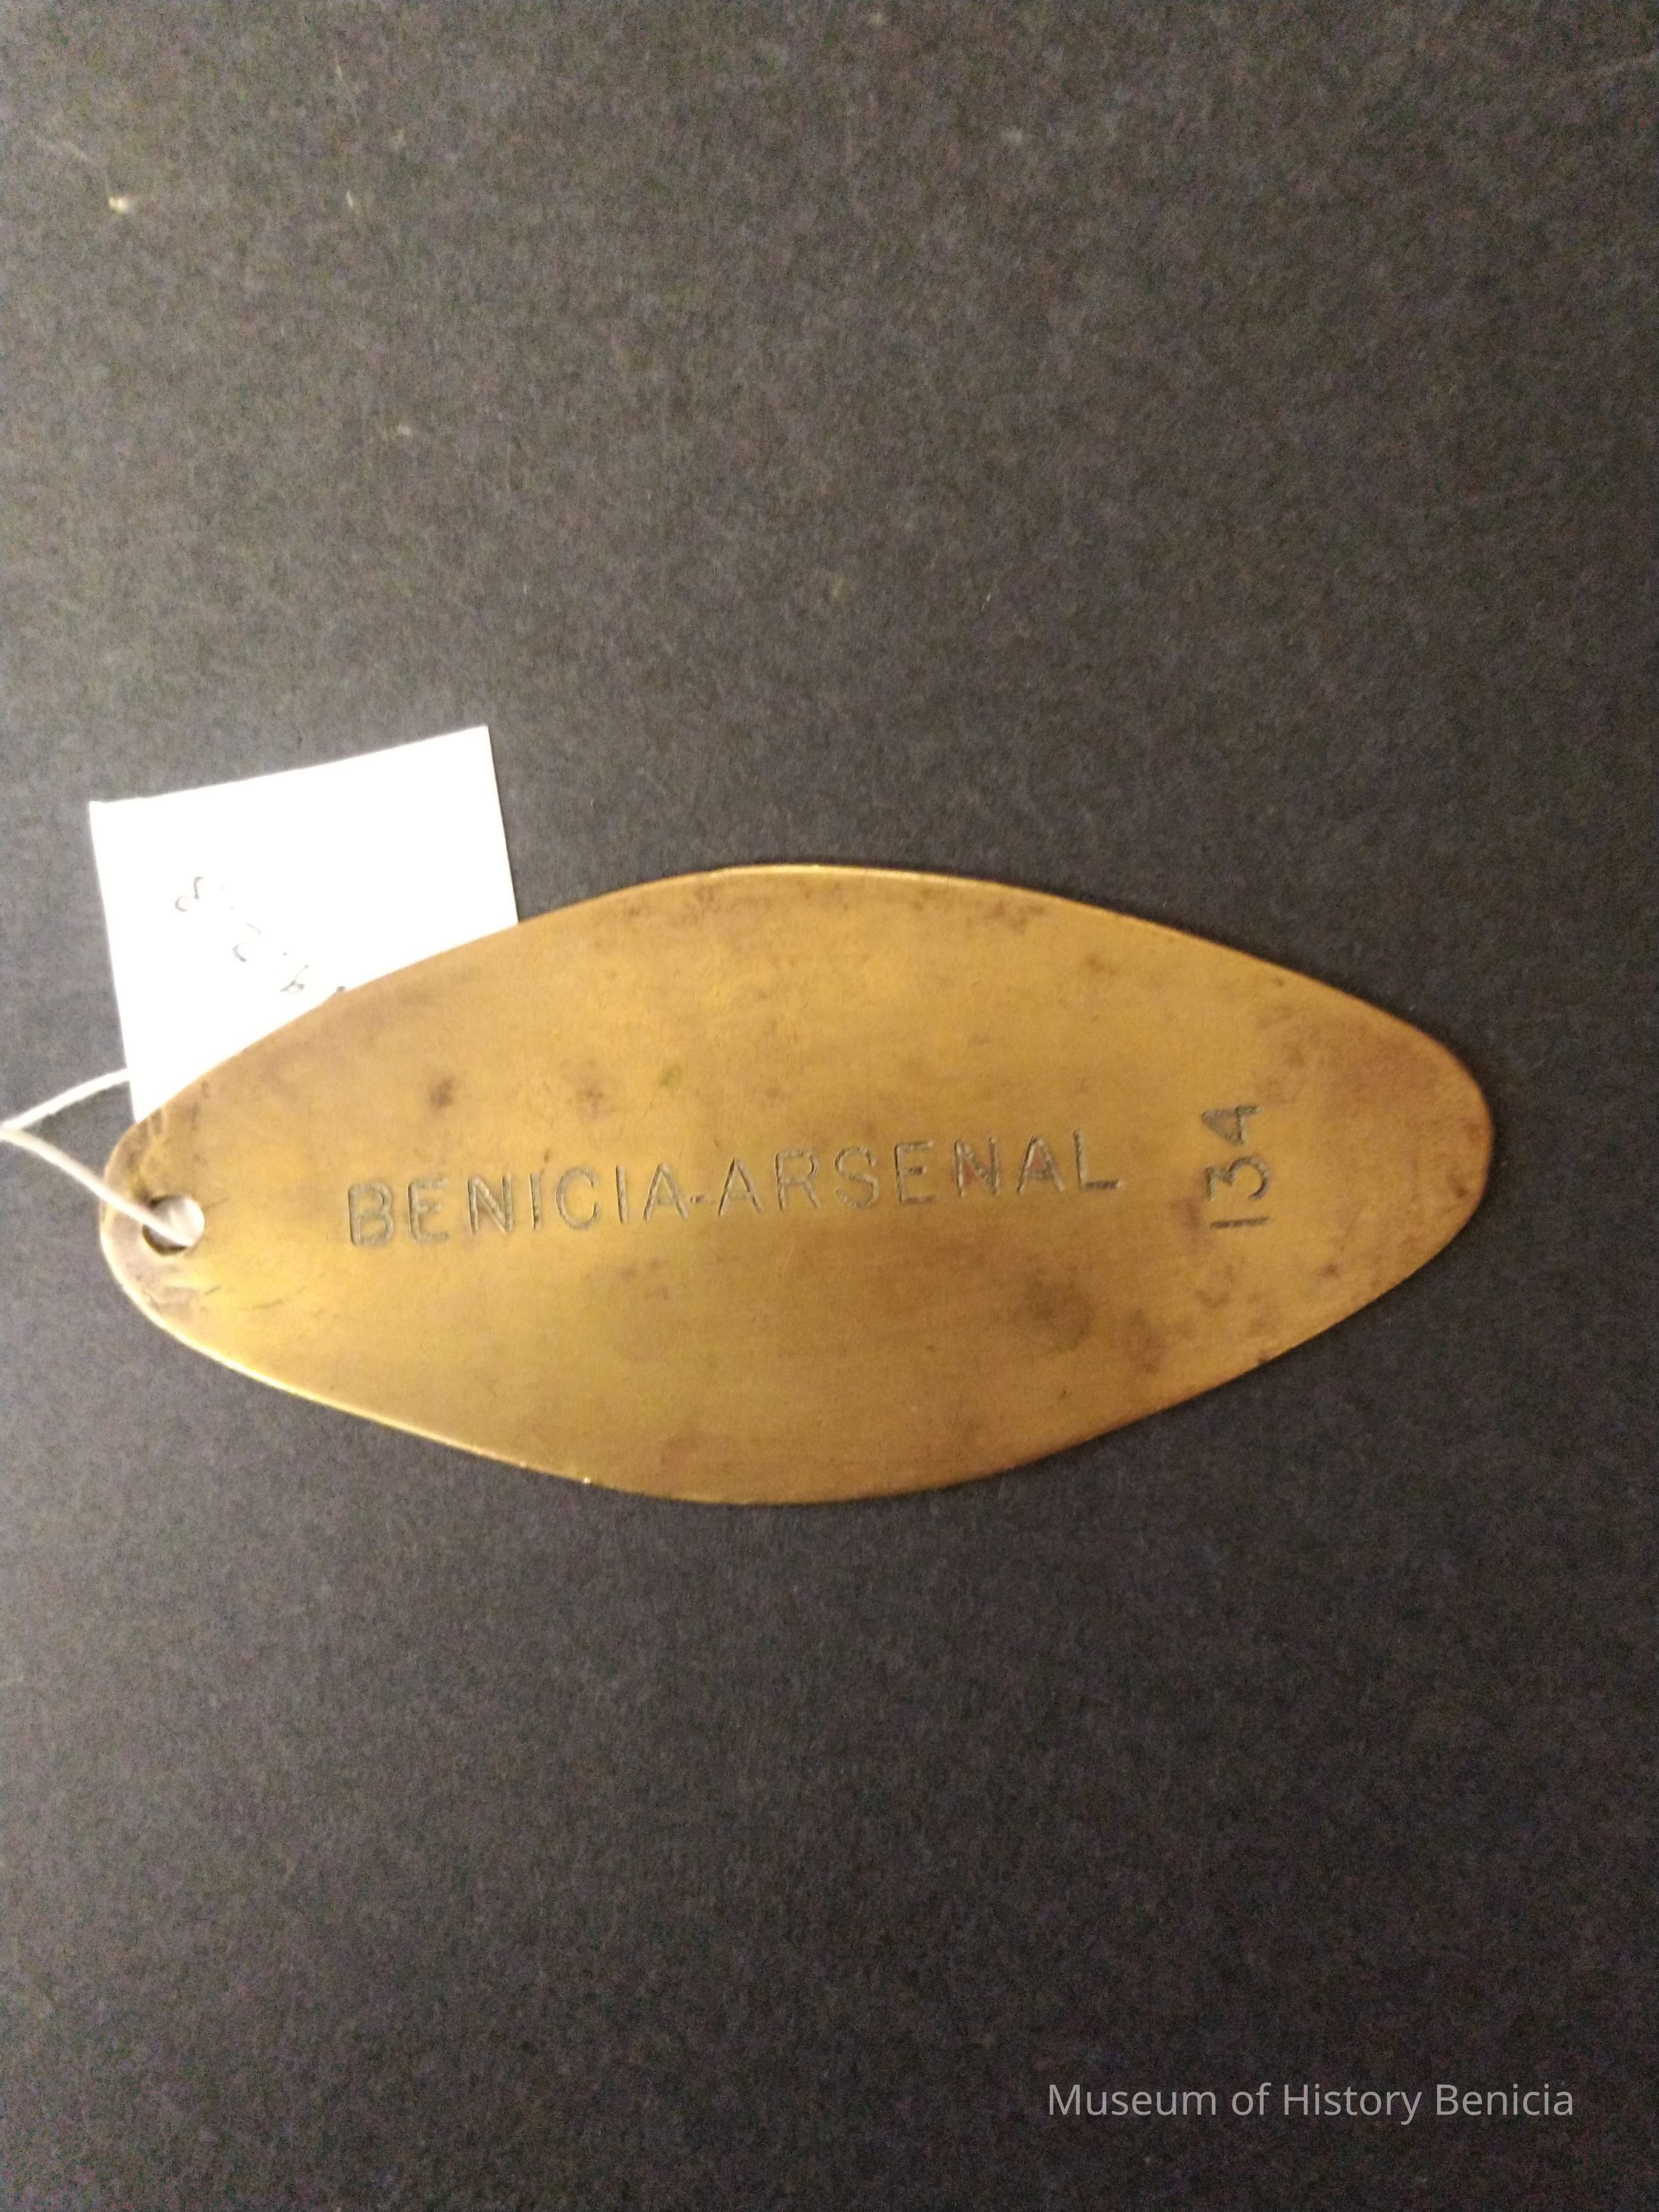 BENICIA-ARSENAL
134
Museum of History Benicia